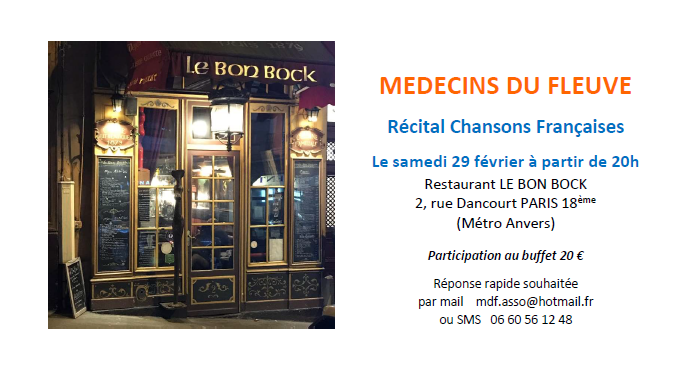 Le Bon Bock
MEDECINS DU FLEUVE
Récital Chansons Françaises
Le samedi 29 février à partir de 20h
Restaurant LE BON BOCK
2, rue Dancourt PARIS 18ème
(Métro Anvers)
Participation au buffet 20 €
Réponse rapide souhaitée
par mail mdf.asso@hotmail.fr
ou SMS 06 60 56 12 48